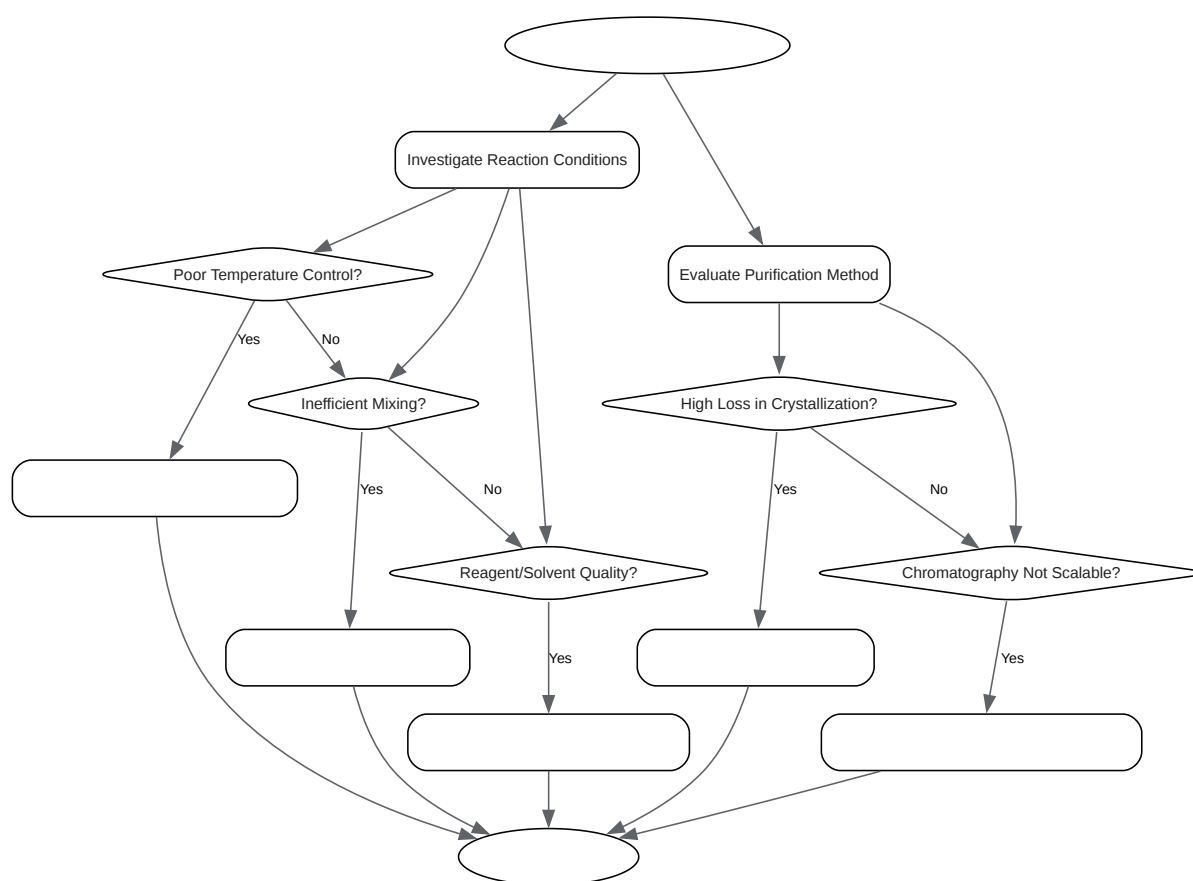 Investigate Reaction Conditions
Poor Temperature Control?
Evaluate Purification Method
Yes
No
Inefficient Mixing?
High Loss in Crystallization?
Yes
No
Yes
No
Reagent/Solvent Quality?
Chromatography Not Scalable?
Yes
Yes